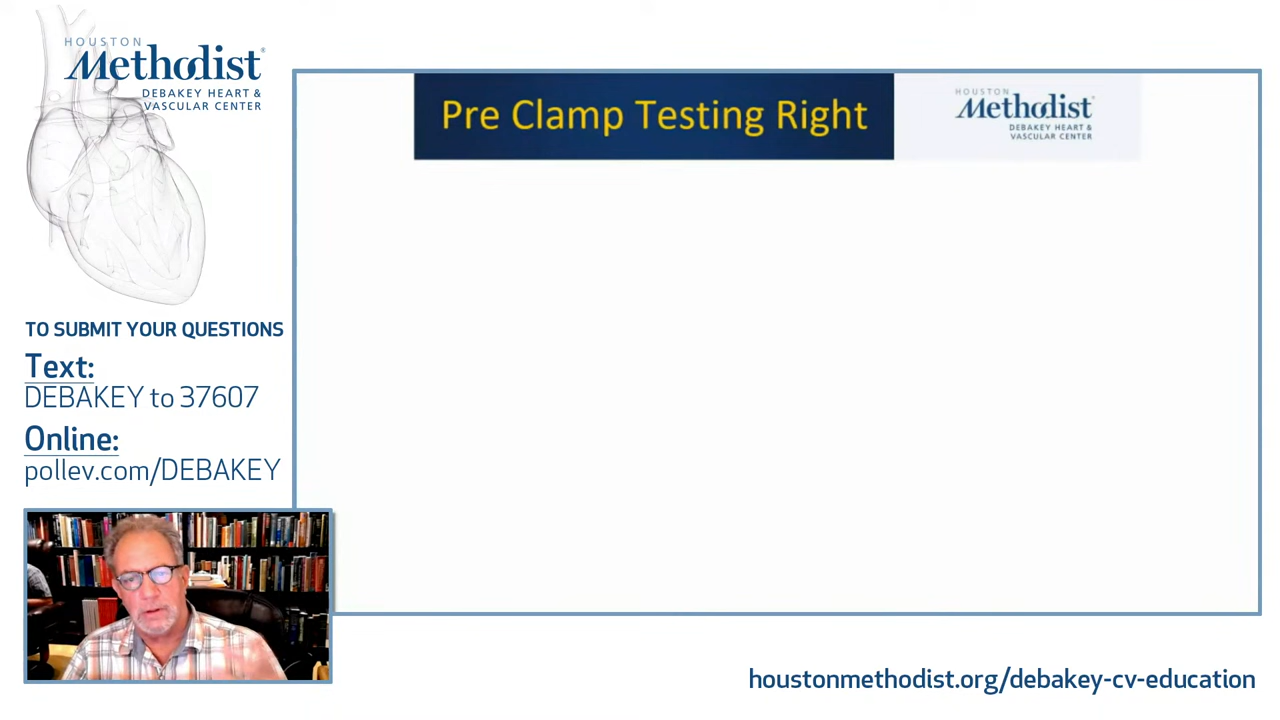 HOUSTON
Methodist®
DEBAKEY HEART &
VASCULAR CENTER
TO SUBMIT YOUR QUESTIONS
Text:
DEBAKEY to 37607
Online:
pollev.com/DEBAKEY
Pre Clamp Testing Right
HOUSTON
Methodist®
DEBAKEY HEART &
VASCULAR CENTER
houstonmethodist.org/debakey-cv-education